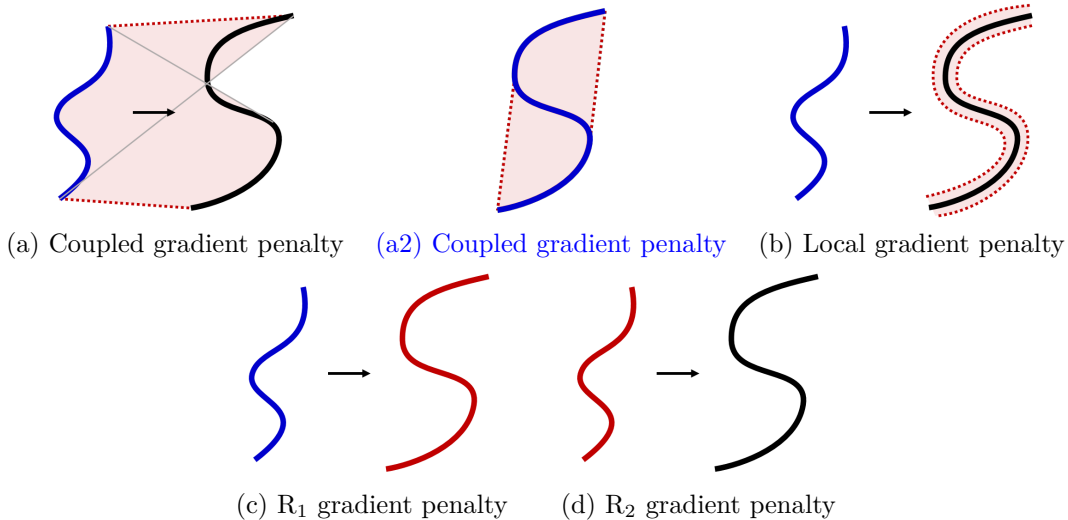 (a) Coupled gradient penalty
(a2) Coupled gradient penalty
(b) Local gradient penalty
(c) R₁ gradient penalty
(d) R₂ gradient penalty